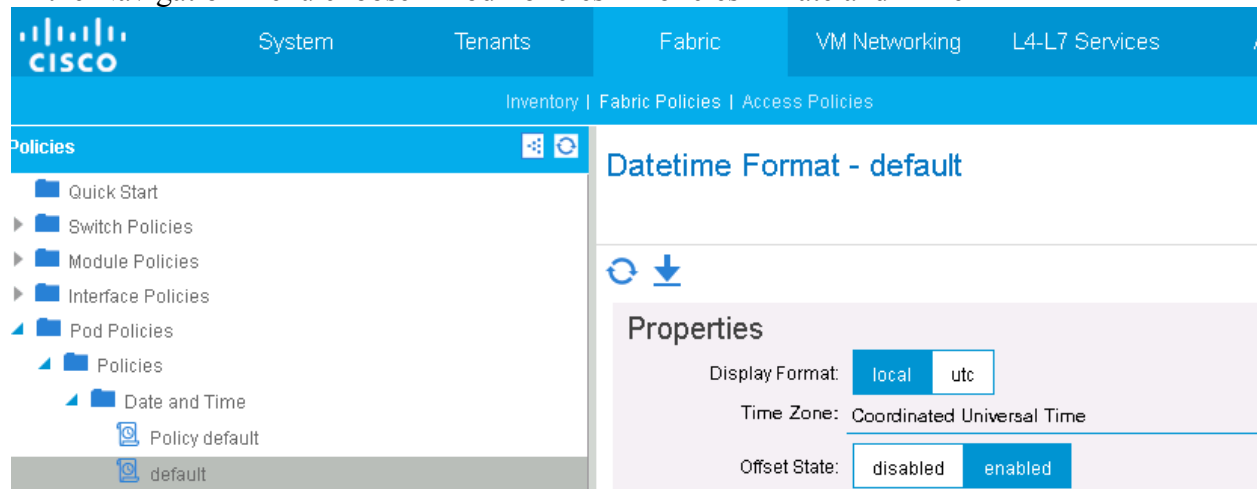 CISCO System Tenants Fabric VM Networking L4-L7 Services
Inventory | Fabric Policies | Access Policies
Policies
Quick Start
Switch Policies
Module Policies
Interface Policies
Pod Policies
Policies
Date and Time
Policy default
default
Datetime Format - default
Properties
Display Format: local utc
Time Zone: Coordinated Universal Time
Offset State: disabled enabled